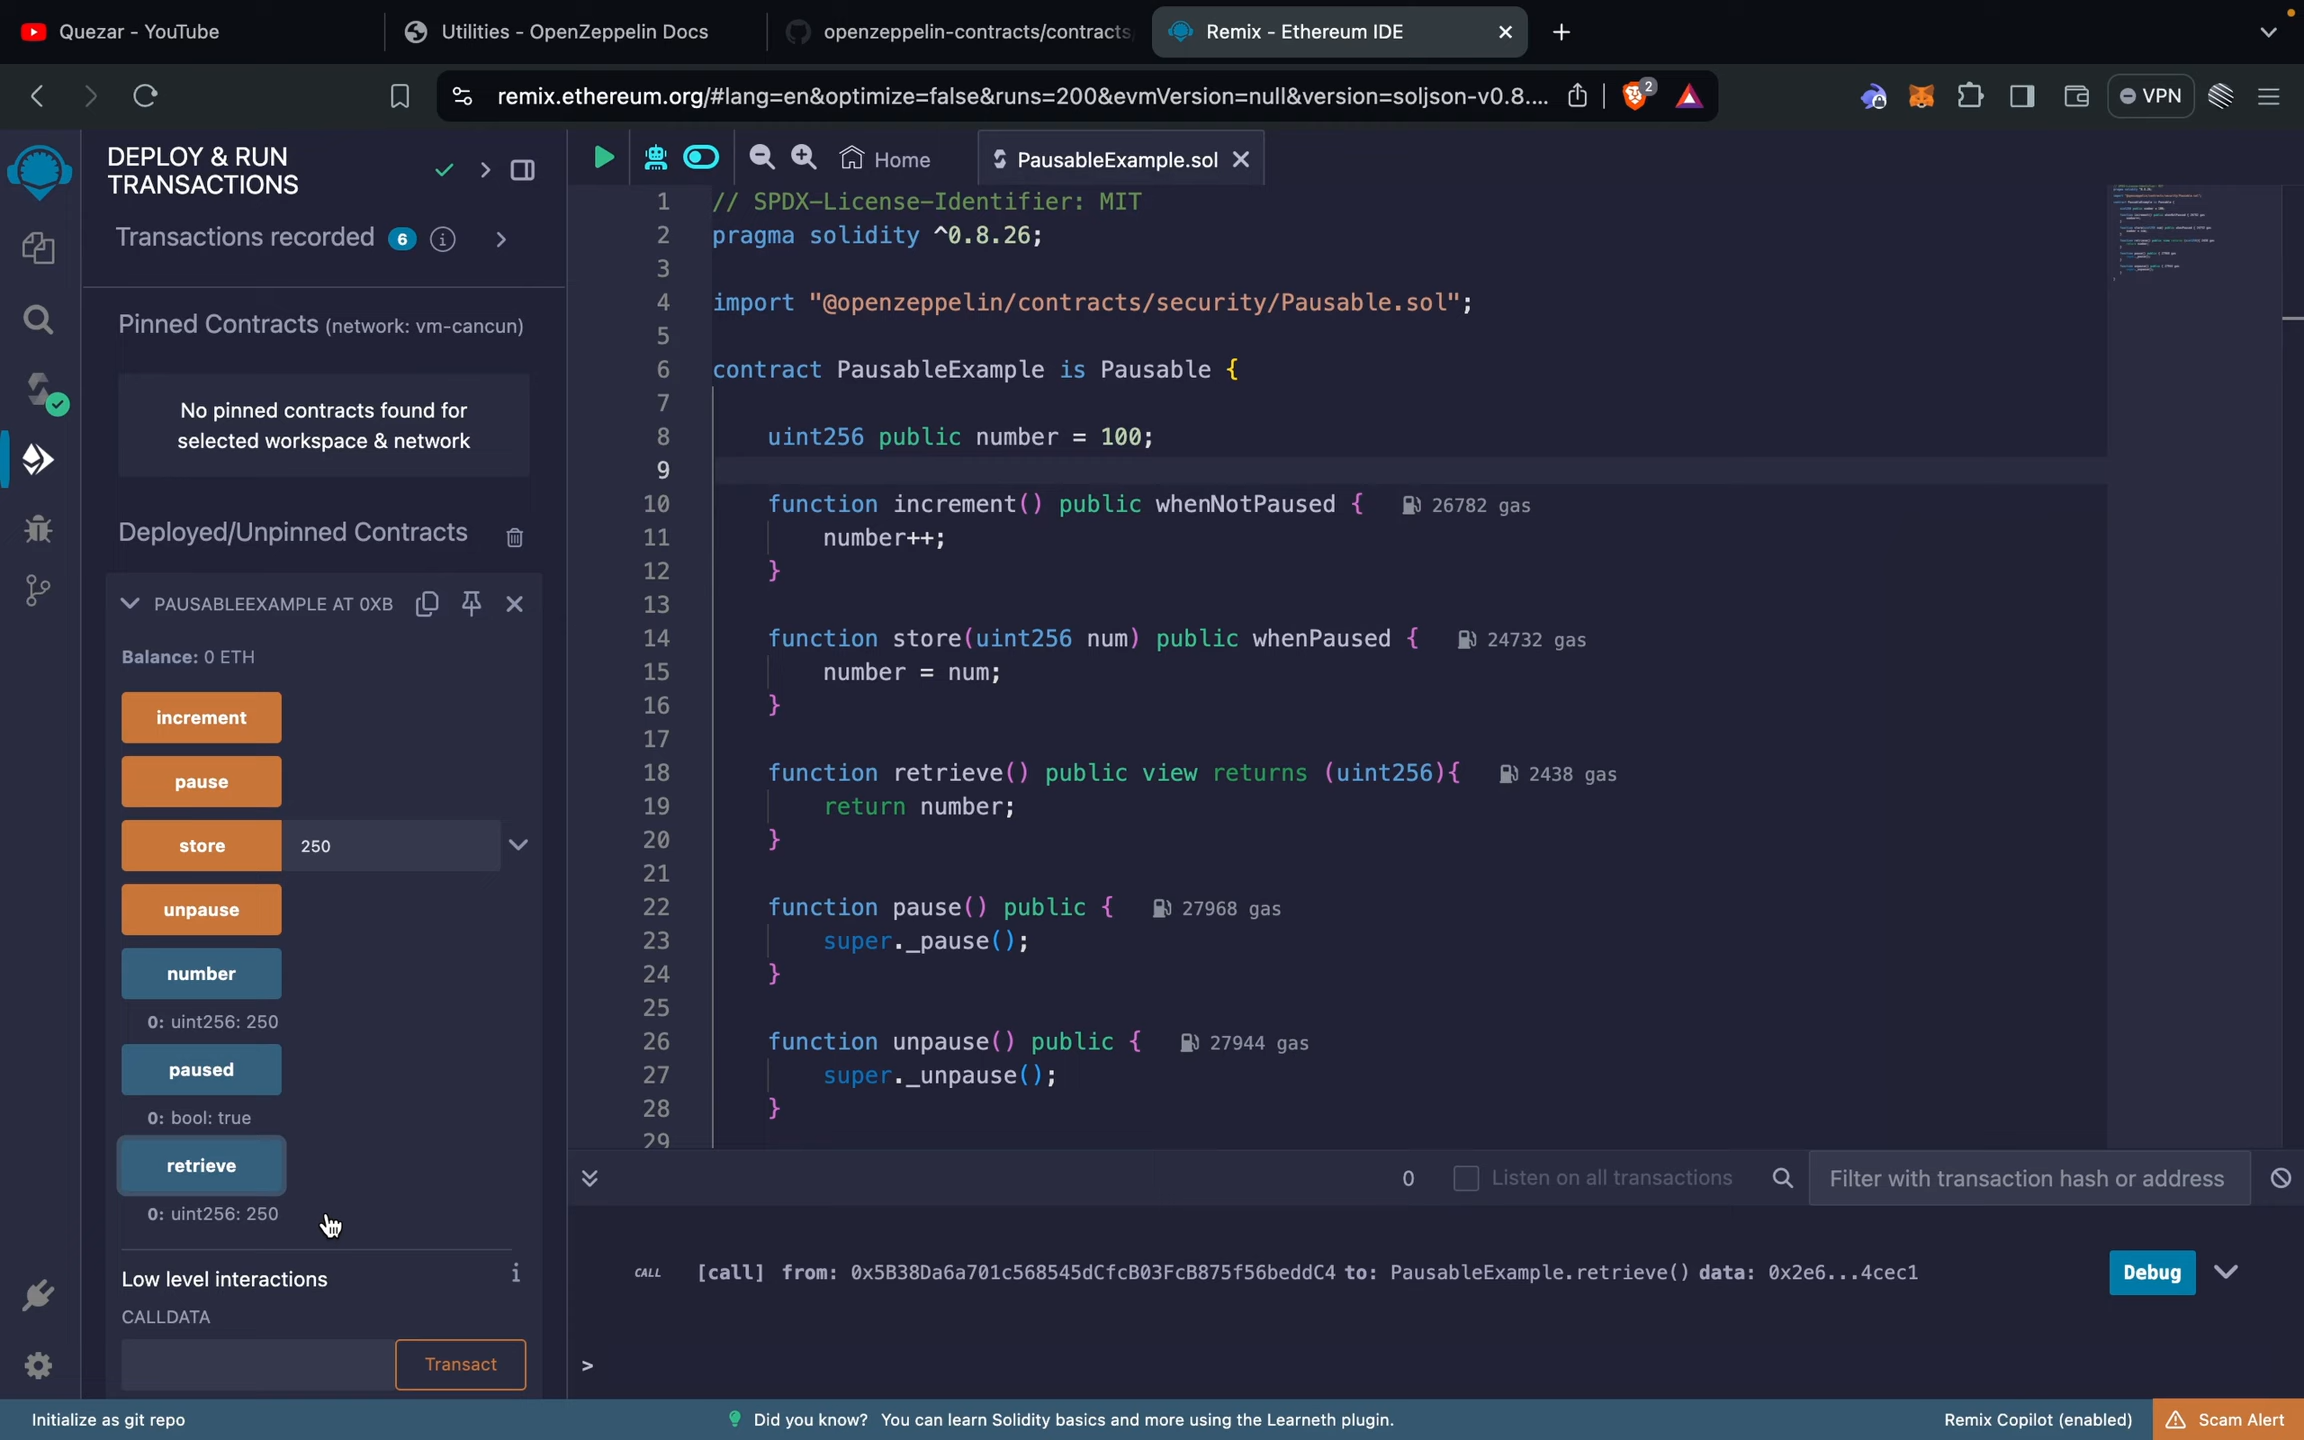 Quezar - YouTube
Utilities - OpenZeppelin Docs
openzeppelin-contracts/contracts
Remix - Ethereum IDE
remix.ethereum.org/#lang=en&optimize=false&runs=200&evmVersion=null&version=soljson-v0.8....
2
VPN
DEPLOY & RUN
TRANSACTIONS
Home
PausableExample.sol
Transactions recorded 6
Pinned Contracts (network: vm-cancun)
No pinned contracts found for
selected workspace & network
Deployed/Unpinned Contracts
PAUSABLEEXAMPLE AT 0XB
Balance: 0 ETH
increment
pause
store 250
unpause
number
0: uint256: 250
paused
0: bool: true
retrieve
0: uint256: 250
Low level interactions
i
CALLDATA
Transact
1 // SPDX-License-Identifier: MIT
2 pragma solidity ^0.8.26;
3
4 import "@openzeppelin/contracts/security/Pausable.sol";
5
6 contract PausableExample is Pausable {
7
8 uint256 public number = 100;
9
10 function increment() public whenNotPaused { 26782 gas
11 number++;
12 }
13
14 function store(uint256 num) public whenPaused { 24732 gas
15 number = num;
16 }
17
18 function retrieve() public view returns (uint256){ 2438 gas
19 return number;
20 }
21
22 function pause() public { 27968 gas
23 super._pause();
24 }
25
26 function unpause() public { 27944 gas
27 super._unpause();
28 }
29
0
Listen on all transactions
Filter with transaction hash or address
CALL [call] from: 0x5B38Da6a701c568545dCfcB03FcB875f56beddC4 to: PausableExample.retrieve() data: 0x2e6...4cec1
Debug
>
Initialize as git repo
Did you know? You can learn Solidity basics and more using the Learneth plugin.
Remix Copilot (enabled)
Scam Alert